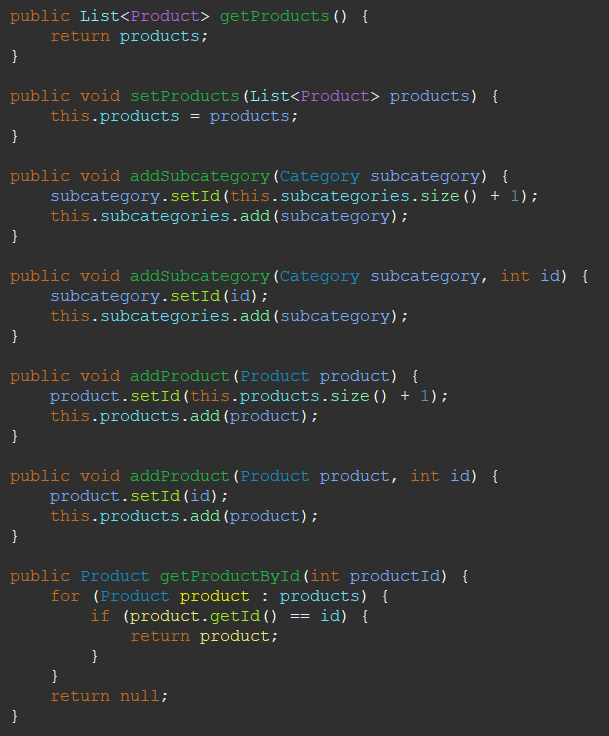 public List<Product> getProducts() {
    return products;
}

public void setProducts(List<Product> products) {
    this.products = products;
}

public void addSubcategory(Category subcategory) {
    subcategory.setId(this.subcategories.size() + 1);
    this.subcategories.add(subcategory);
}

public void addSubcategory(Category subcategory, int id) {
    subcategory.setId(id);
    this.subcategories.add(subcategory);
}

public void addProduct(Product product) {
    product.setId(this.products.size() + 1);
    this.products.add(product);
}

public void addProduct(Product product, int id) {
    product.setId(id);
    this.products.add(product);
}

public Product getProductById(int productId) {
    for (Product product : products) {
        if (product.getId() == id) {
            return product;
        }
    }
    return null;
}